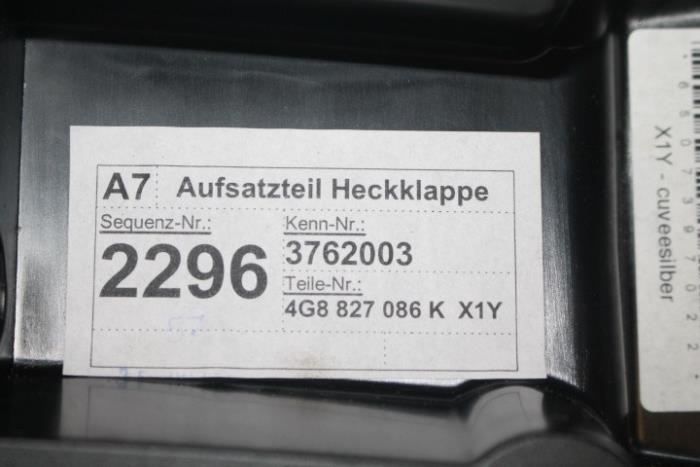 A7 Aufsatzteil Heckklappe
Sequenz-Nr.:
2296
Kenn-Nr.:
3762003
Teile-Nr.:
4G8 827 086 K X1Y
X1Y - cuveesilber